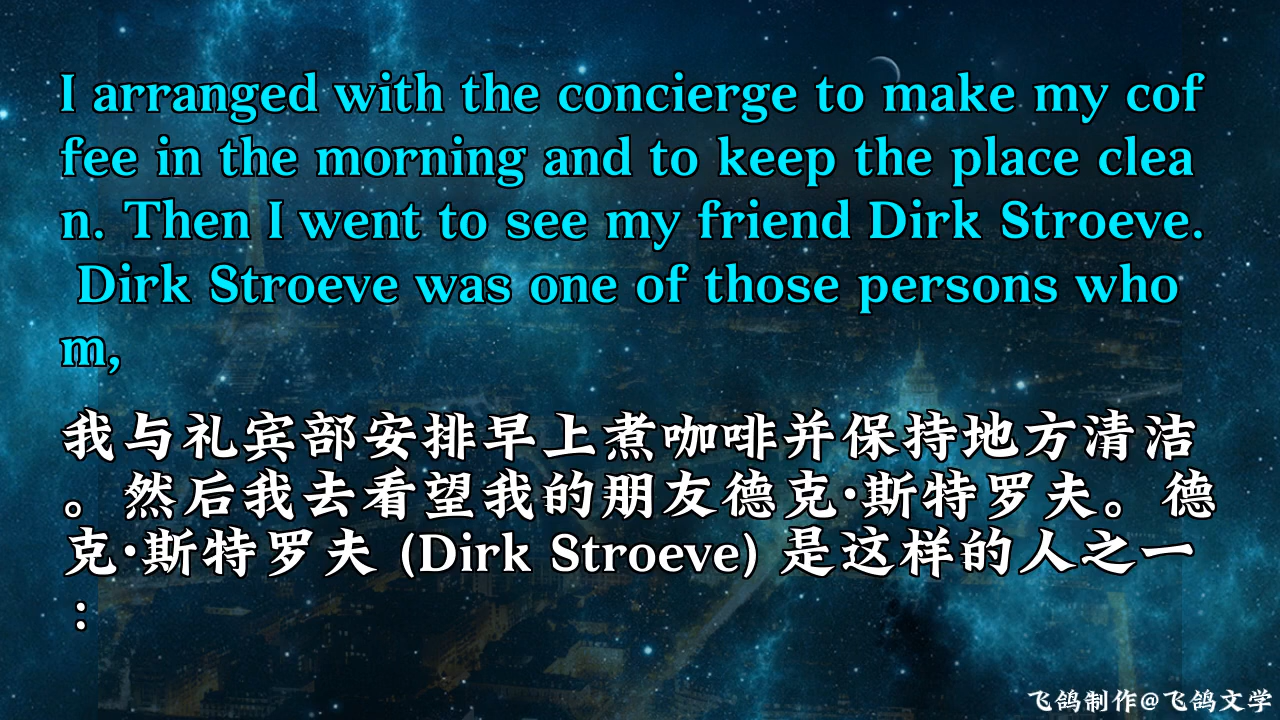 I arranged with the concierge to make my cof
fee in the morning and to keep the place clea
n. Then I went to see my friend Dirk Stroeve.
Dirk Stroeve was one of those persons who
m,
我与礼宾部安排早上煮咖啡并保持地方清洁
。然后我去看望我的朋友德克·斯特罗夫。德
克·斯特罗夫 (Dirk Stroeve) 是这样的人之一
：
飞鸽制作@飞鸽文学